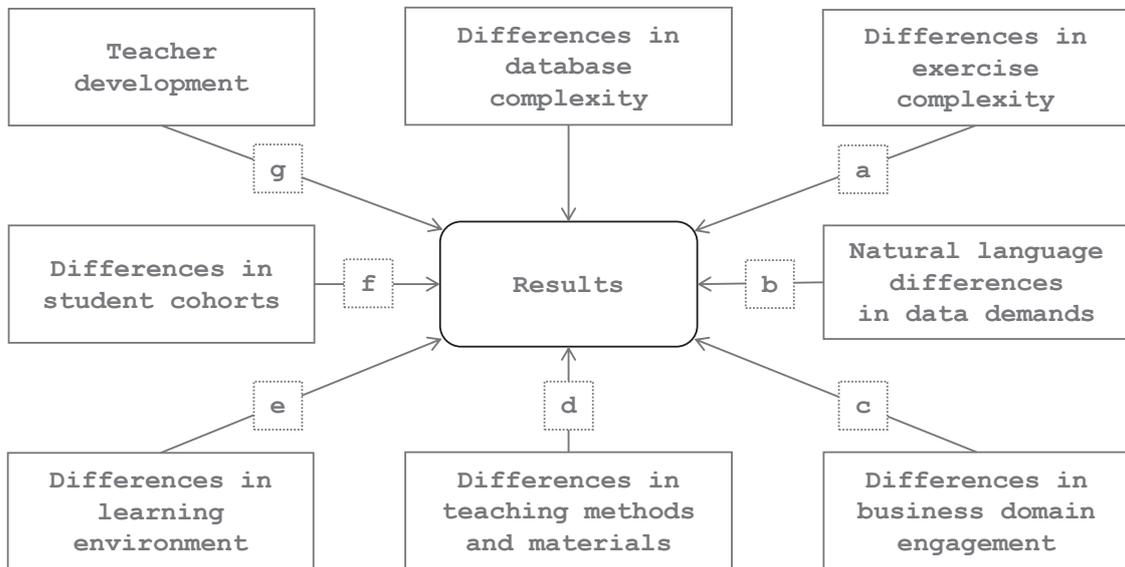 Teacher
development
Differences in
database
complexity
Differences in
exercise
complexity
g
a
Differences in
student cohorts
f
Results
b
Natural language
differences
in data demands
e
d
c
Differences in
learning
environment
Differences in
teaching methods
and materials
Differences in
business domain
engagement